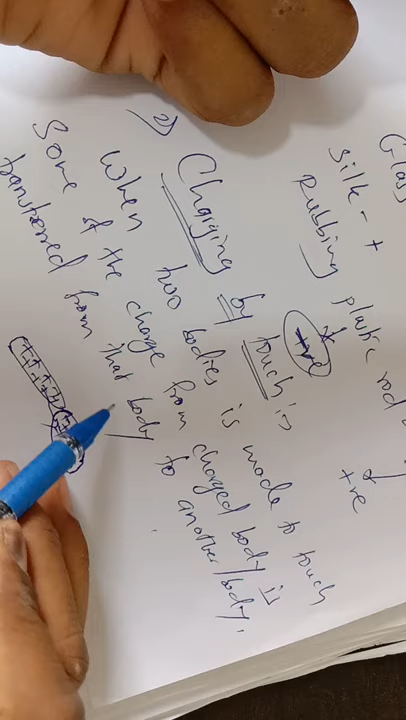 Glass
silk - +
Rubbing
plastic rod
+ve
+ve
2) Charging by touch :-
When two bodies is made to touch
Some of the charge from charged body is
transferred from that body to another body.
++++